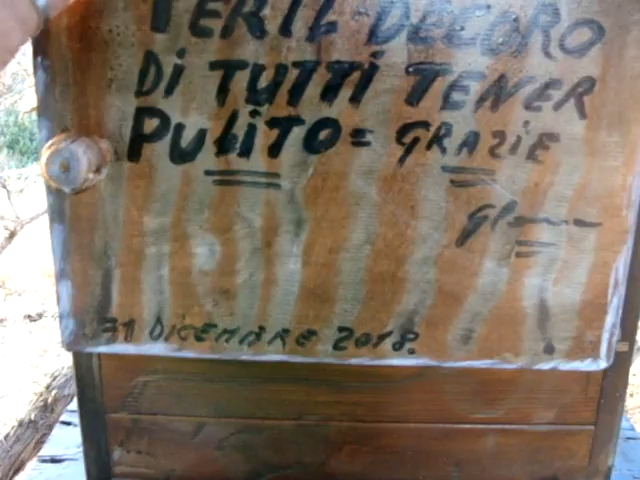 PER IL DECORO
Di TUTTi TENER
PULiTO = GRAZIE
31 DICEMBRE 2018.